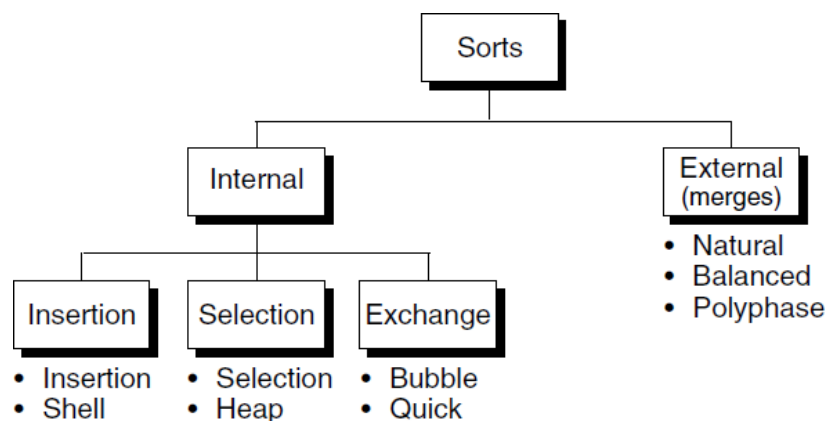 Sorts
Internal
External
(merges)
• Natural
• Balanced
• Polyphase
Insertion
Selection
Exchange
• Insertion
• Shell
• Selection
• Heap
• Bubble
• Quick